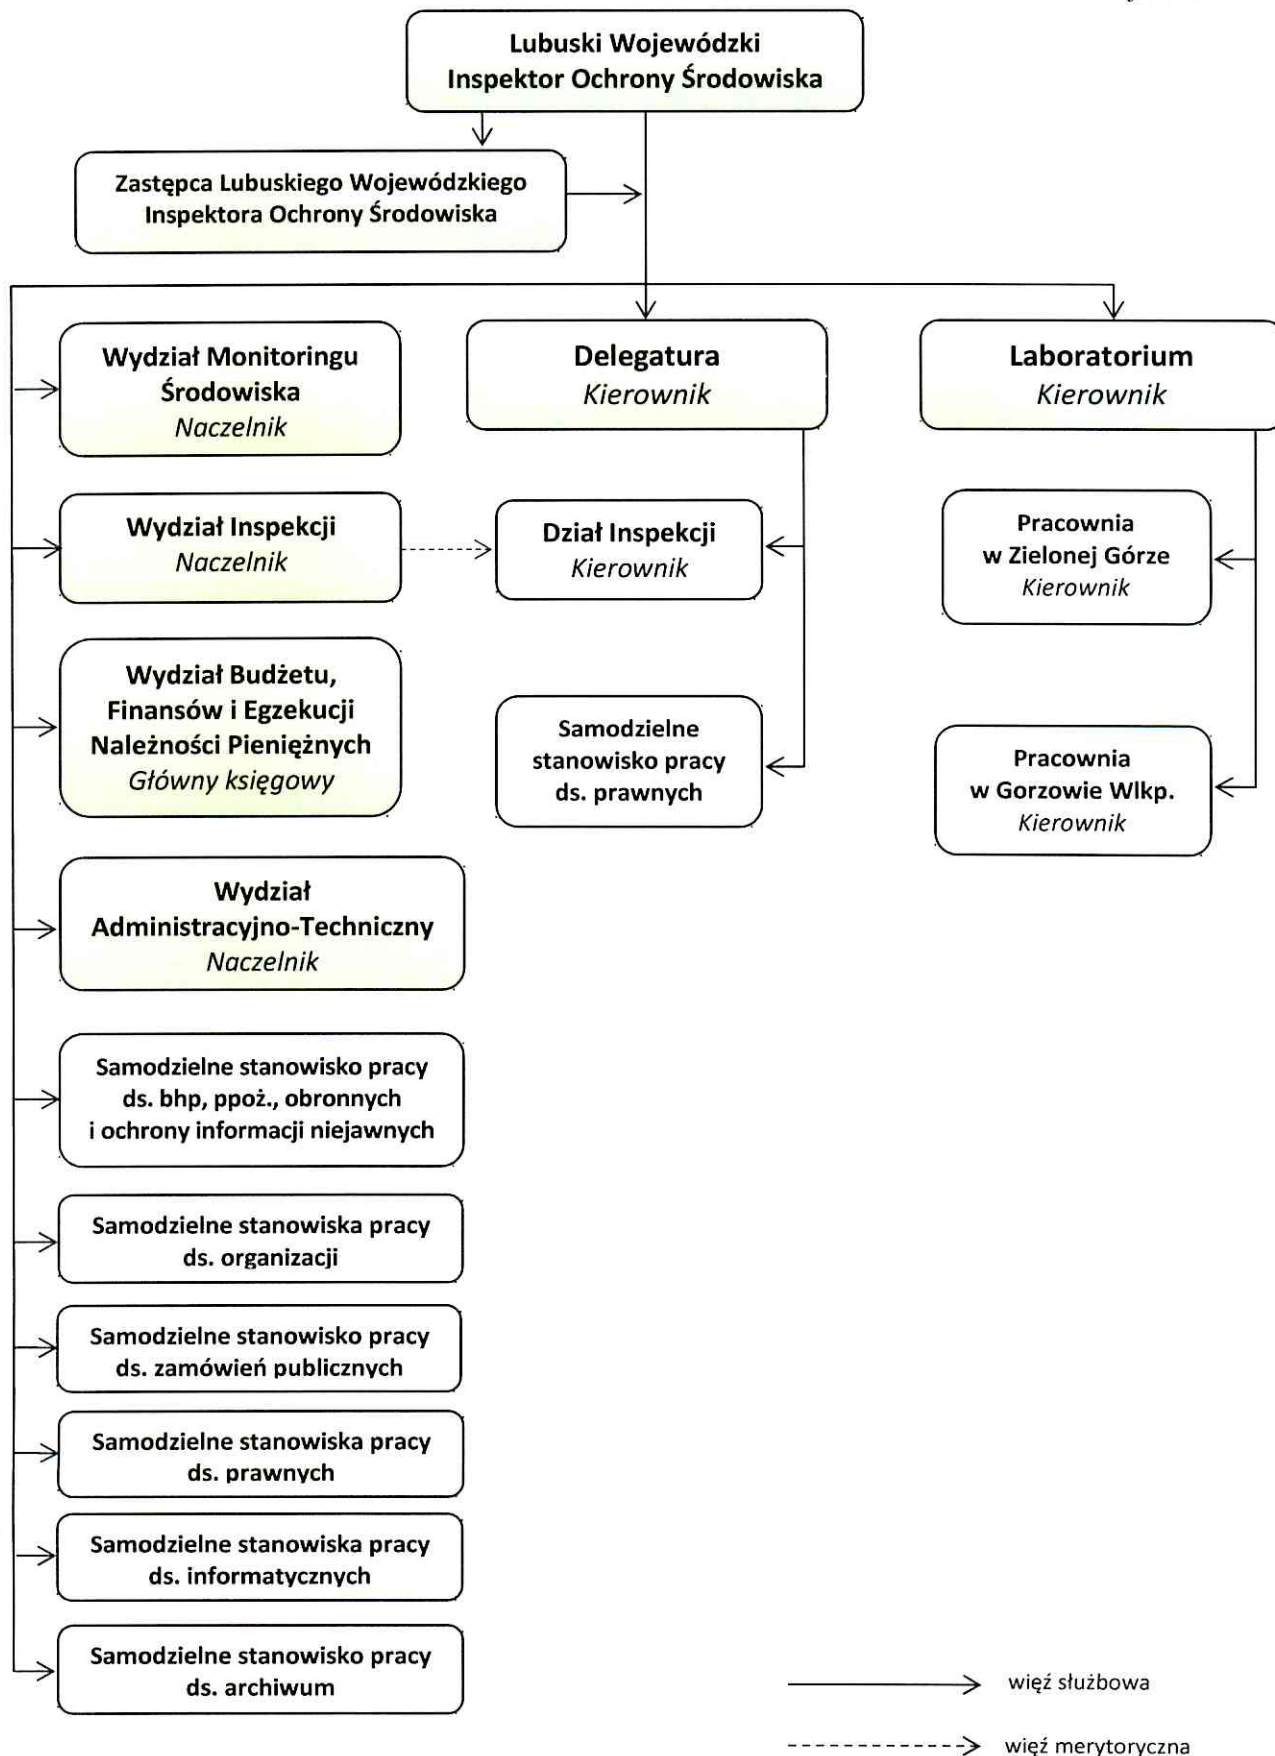 Lubuski Wojewódzki
Inspektor Ochrony Środowiska
Zastępca Lubuskiego Wojewódzkiego
Inspektora Ochrony Środowiska
Wydział Monitoringu
Środowiska
Naczelnik
Delegatura
Kierownik
Laboratorium
Kierownik
Wydział Inspekcji
Naczelnik
Dział Inspekcji
Kierownik
Pracownia
w Zielonej Górze
Kierownik
Wydział Budżetu,
Finansów i Egzekucji
Należności Pieniężnych
Główny księgowy
Samodzielne
stanowisko pracy
ds. prawnych
Pracownia
w Gorzowie Wlkp.
Kierownik
Wydział
Administracyjno-Techniczny
Naczelnik
Samodzielne stanowisko pracy
ds. bhp, ppoż., obronnych
i ochrony informacji niejawnych
Samodzielne stanowiska pracy
ds. organizacji
Samodzielne stanowisko pracy
ds. zamówień publicznych
Samodzielne stanowiska pracy
ds. prawnych
Samodzielne stanowiska pracy
ds. informatycznych
Samodzielne stanowisko pracy
ds. archiwum
więź służbowa
więź merytoryczna